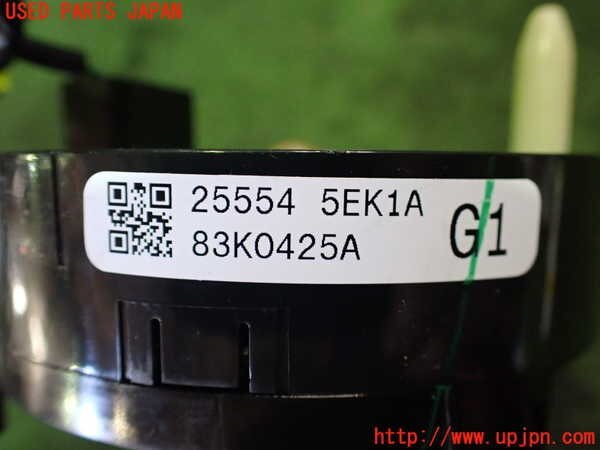 USED PARTS JAPAN
25554 5EK1A
83K0425A
G1
http://www.upjpn.com/